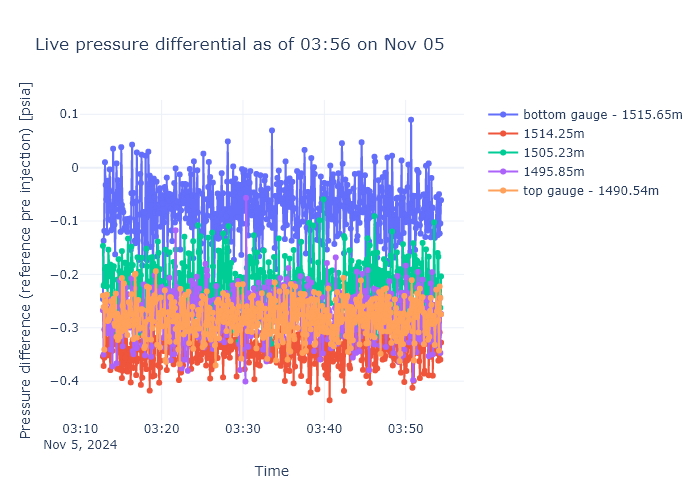 Live pressure differential as of 03:56 on Nov 05
Pressure difference (reference pre injection) [psia]
0.1
0
−0.1
−0.2
−0.3
−0.4
03:10
Nov 5, 2024
03:20
03:30
03:40
03:50
Time
bottom gauge - 1515.65m
1514.25m
1505.23m
1495.85m
top gauge - 1490.54m